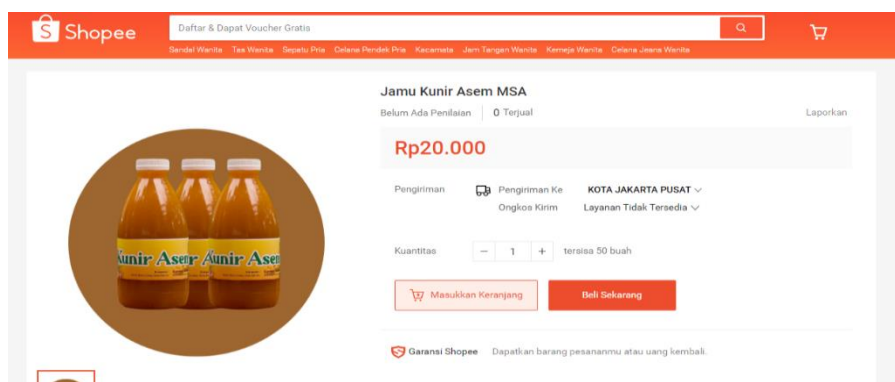 Shopee
Daftar & Dapat Voucher Gratis
Sandal Wanita Tas Wanita Sepatu Pria Celana Pendek Pria Kacamata Jam Tangan Wanita Kemeja Wanita Celana Jeans Wanita
Jamu Kunir Asem MSA
Belum Ada Penilaian 0 Terjual Laporkan
Rp20.000
Pengiriman Pengiriman Ke KOTA JAKARTA PUSAT
Ongkos Kirim Layanan Tidak Tersedia
Kuantitas - 1 + tersisa 50 buah
Kunir Asem Kunir Asem
Masukkan Keranjang Beli Sekarang
Garansi Shopee Dapatkan barang pesananmu atau uang kembali.